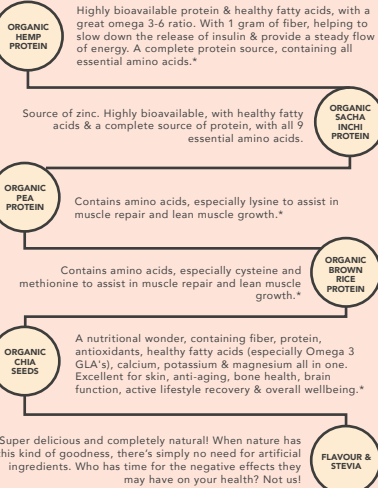 ORGANIC
HEMP
PROTEIN
Highly bioavailable protein & healthy fatty acids, with a
great omega 3-6 ratio. With 1 gram of fiber, helping to
slow down the release of insulin & provide a steady flow
of energy. A complete protein source, containing all
essential amino acids.*
Source of zinc. Highly bioavailable, with healthy fatty
acids & a complete source of protein, with all 9
essential amino acids.
ORGANIC
SACHA
INCHI
PROTEIN
ORGANIC
PEA
PROTEIN
Contains amino acids, especially lysine to assist in
muscle repair and lean muscle growth.*
Contains amino acids, especially cysteine and
methionine to assist in muscle repair and lean muscle
growth.*
ORGANIC
BROWN
RICE
PROTEIN
ORGANIC
CHIA
SEEDS
A nutritional wonder, containing fiber, protein,
antioxidants, healthy fatty acids (especially Omega 3
GLA's), calcium, potassium & magnesium all in one.
Excellent for skin, anti-aging, bone health, brain
function, active lifestyle recovery & overall wellbeing.*
Super delicious and completely natural! When nature has
this kind of goodness, there's simply no need for artificial
ingredients. Who has time for the negative effects they
may have on your health? Not us!
FLAVOUR &
STEVIA